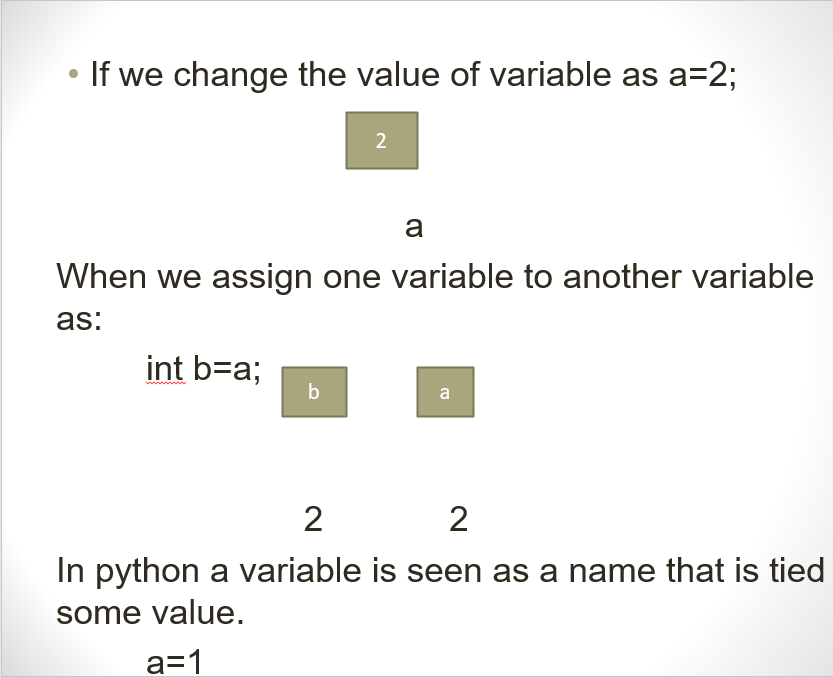 • If we change the value of variable as a=2;
2
a
When we assign one variable to another variable
as:
int b=a;
b a
2 2
In python a variable is seen as a name that is tied
some value.
a=1